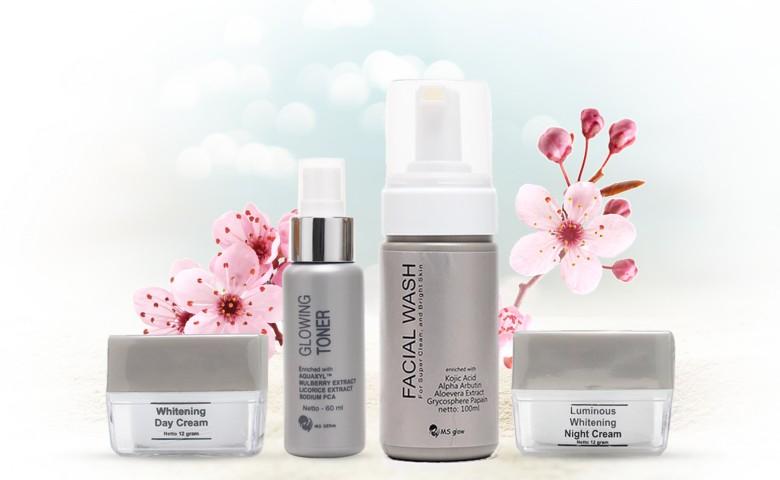 Whitening
Day Cream
Netto 12 gram
GLOWING
TONER
Enriched with
AQUAXYL™
MULBERRY EXTRACT
LICORICE EXTRACT
SODIUM PCA
Netto - 60 ml
MS Glow
FACIAL WASH
For Super Clean, and Bright Skin
enriched with
Kojic Acid
Alpha Arbutin
Aloevera Extract
Grycosphere Papain
netto: 100ml
MS glow
Luminous
Whitening
Night Cream
Netto 12 gram